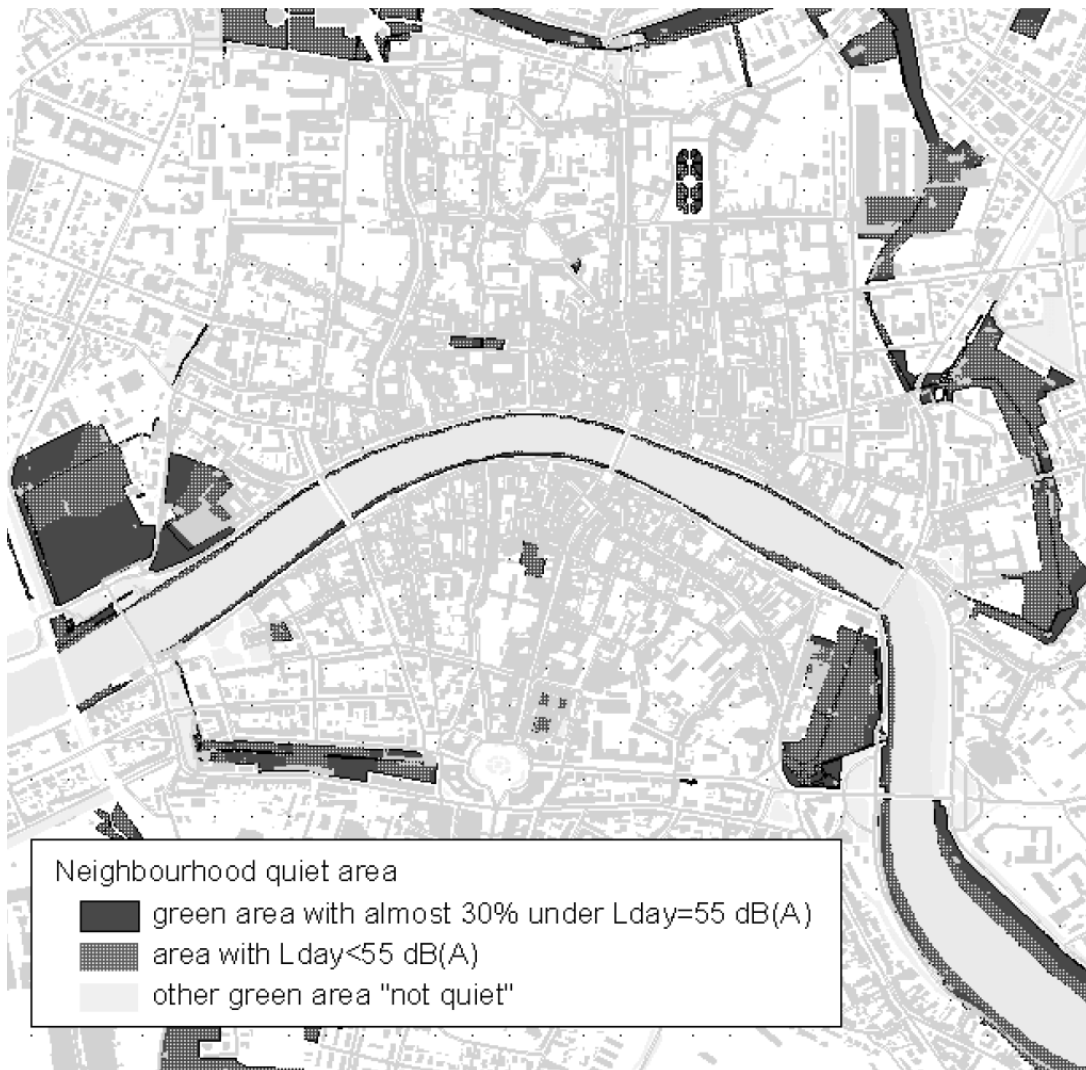 Neighbourhood quiet area
green area with almost 30% under Lday=55 dB(A)
area with Lday<55 dB(A)
other green area "not quiet"